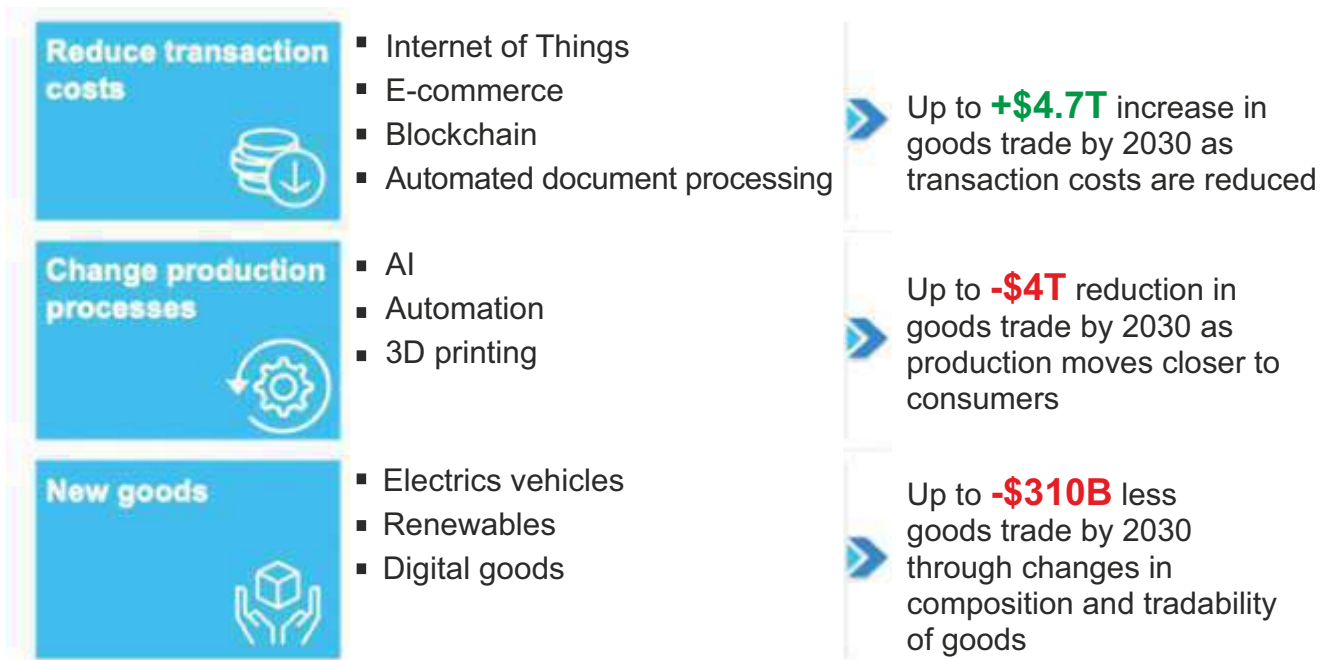 Reduce transaction
costs
▪ Internet of Things
▪ E-commerce
▪ Blockchain
▪ Automated document processing
Up to +$4.7T increase in
goods trade by 2030 as
transaction costs are reduced
Change production
processes
▪ AI
▪ Automation
▪ 3D printing
Up to -$4T reduction in
goods trade by 2030 as
production moves closer to
consumers
New goods
▪ Electrics vehicles
▪ Renewables
▪ Digital goods
Up to -$310B less
goods trade by 2030
through changes in
composition and tradability
of goods